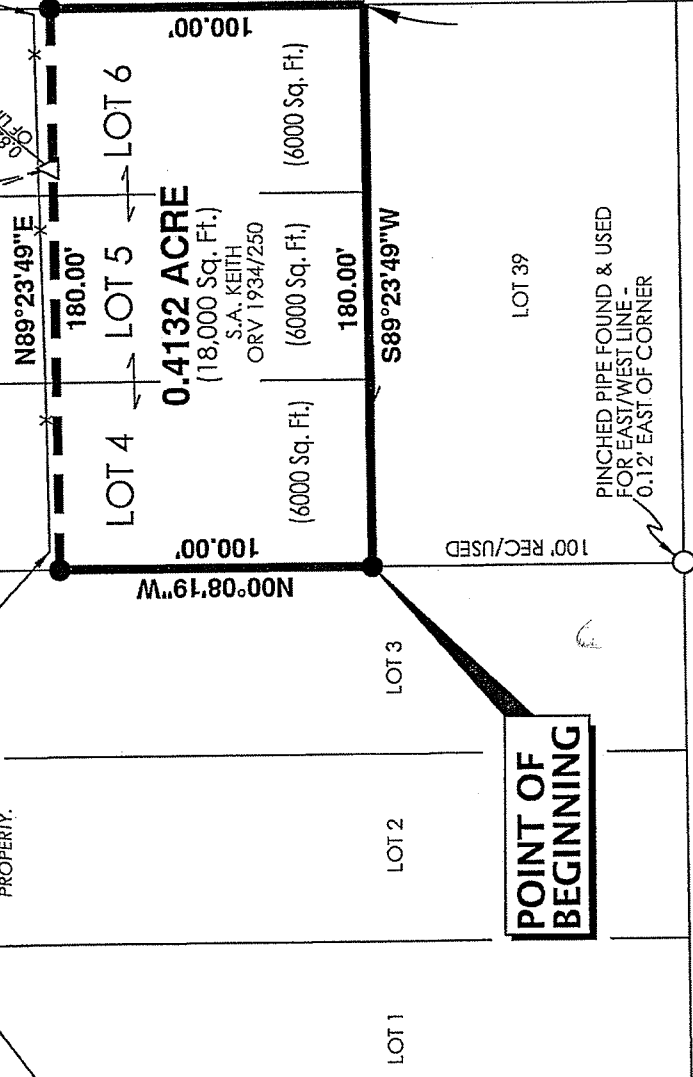 N89°23'49"E
180.00'
LOT 4
LOT 5
LOT 6
0.4132 ACRE
(18,000 Sq. Ft.)
S.A. KEITH
ORV 1934/250
(6000 Sq. Ft.)
(6000 Sq. Ft.)
(6000 Sq. Ft.)
100.00'
100.00'
N00°08'19"W
180.00'
S89°23'49"W
LOT 39
PINCHED PIPE FOUND & USED
FOR EAST/WEST LINE -
0.12' EAST OF CORNER
100' REC/USED
LOT 1
LOT 2
LOT 3
POINT OF
BEGINNING
PROPERTY.